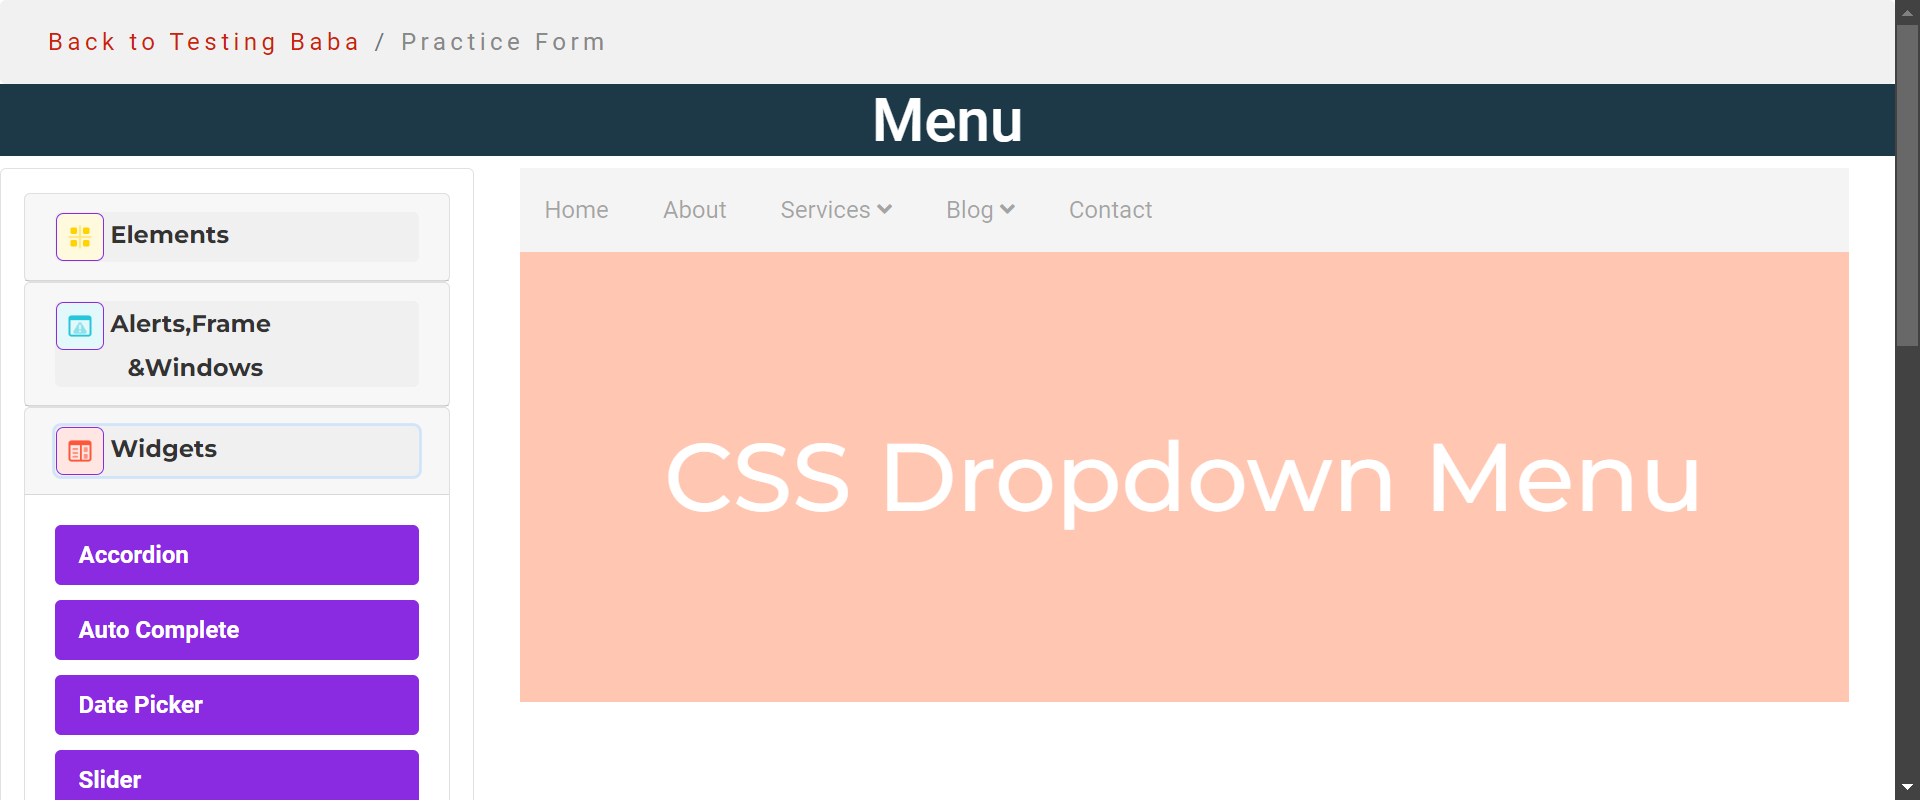 Back to Testing Baba / Practice Form
Menu
Elements
Alerts,Frame
&Windows
Widgets
Accordion
Auto Complete
Date Picker
Slider
Home About Services Blog Contact
CSS Dropdown Menu